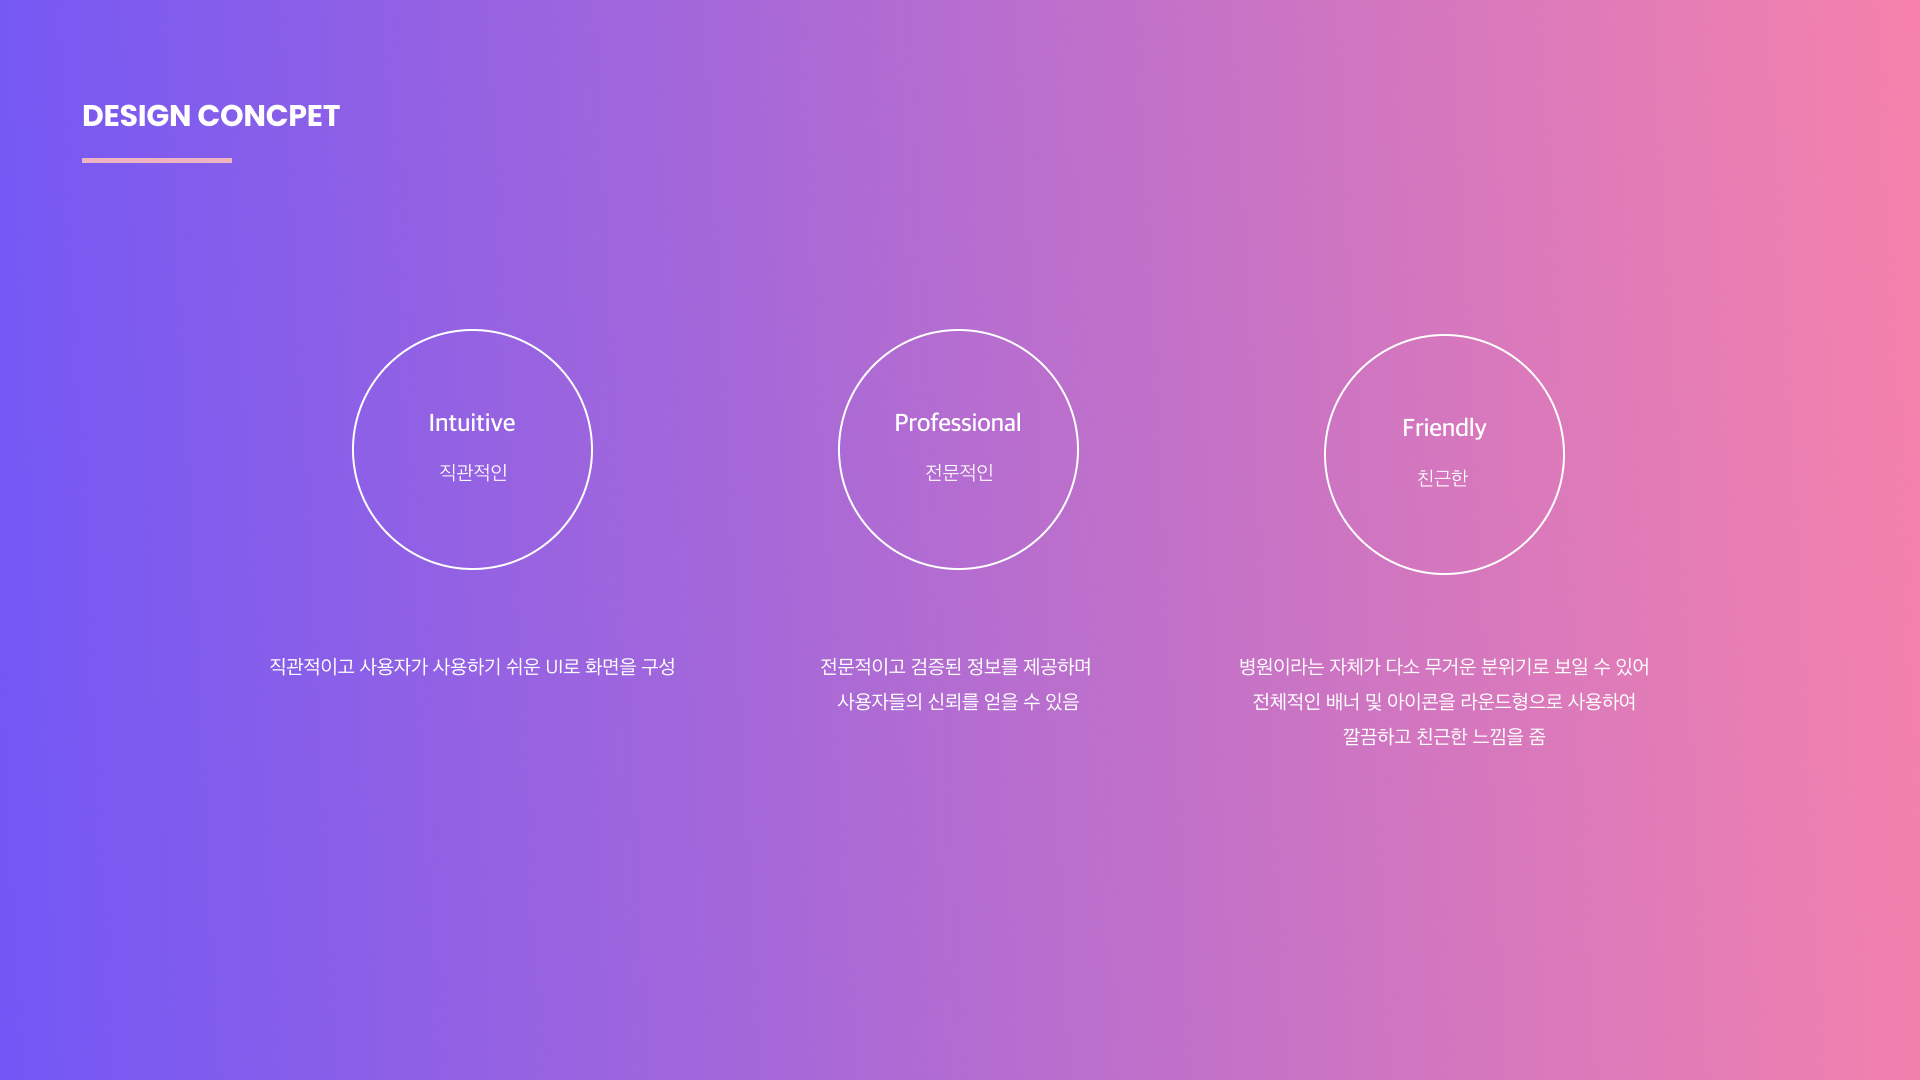 DESIGN CONCPET
Intuitive
직관적인
Professional
전문적인
Friendly
친근한
직관적이고 사용자가 사용하기 쉬운 UI로 화면을 구성
전문적이고 검증된 정보를 제공하며
사용자들의 신뢰를 얻을 수 있음
병원이라는 자체가 다소 무거운 분위기로 보일 수 있어
전체적인 배너 및 아이콘을 라운드형으로 사용하여
깔끔하고 친근한 느낌을 줌